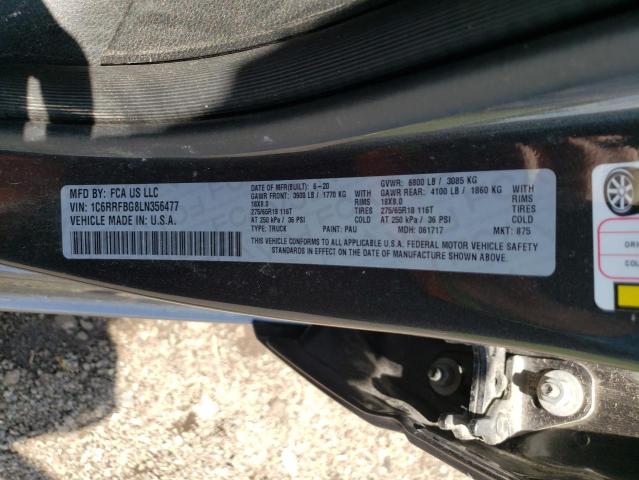 MFD BY: FCA US LLC
VIN: 1C6RRFBG8LN356477
VEHICLE MADE IN U.S.A.
DATE OF MFR(BUILT): 6-20 GVWR: 6800 LB / 3085 KG
GAWR FRONT: 3900 LB / 1770 KG WITH GAWR REAR: 4100 LB / 1860 KG WITH
18X8.0 RIMS 18X8.0 RIMS
275/65R18 116T TIRES 275/65R18 116T TIRES
AT 250 kPa / 36 PSI COLD AT 250 kPa / 36 PSI COLD
TYPE: TRUCK PAINT: PAU MDH: 061717 MKT: 875
THIS VEHICLE CONFORMS TO ALL APPLICABLE U.S.A. FEDERAL MOTOR VEHICLE SAFETY
STANDARDS IN EFFECT ON THE DATE OF MANUFACTURE SHOWN ABOVE.